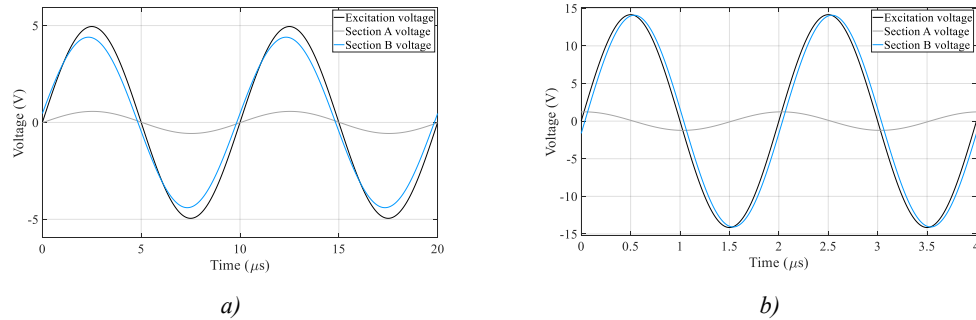 5
0
-5
Voltage (V)
0
5
10
15
20
Time (μs)
Excitation voltage
Section A voltage
Section B voltage
a)
15
10
5
0
-5
-10
-15
Voltage (V)
0
0.5
1
1.5
2
2.5
3
3.5
4
Time (μs)
Excitation voltage
Section A voltage
Section B voltage
b)